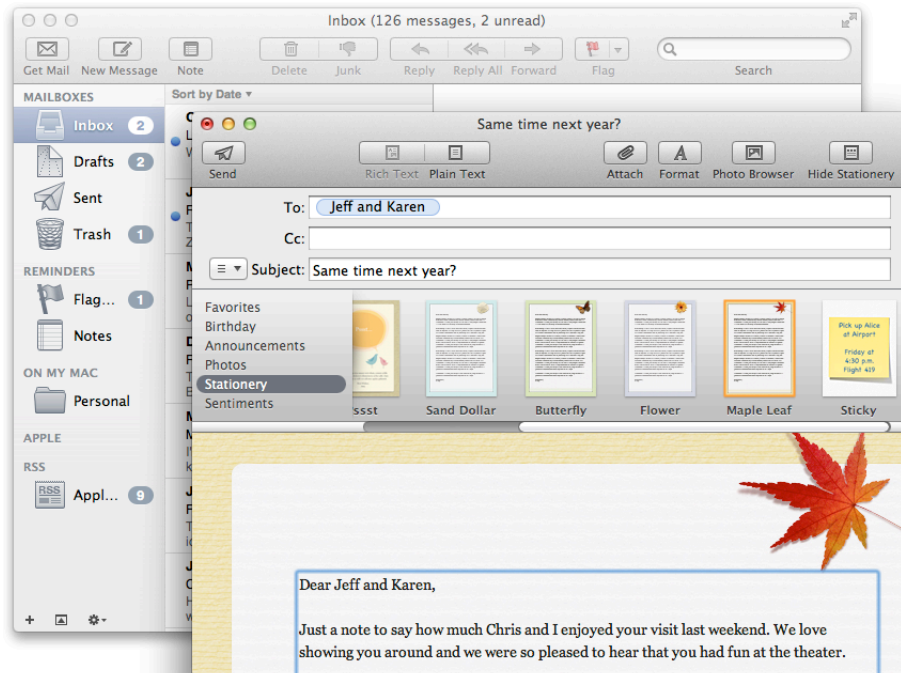 Inbox (126 messages, 2 unread)
Get Mail New Message Note Delete Junk Reply Reply All Forward Flag Search
MAILBOXES
Inbox 2
Drafts 2
Sent
Trash 1
REMINDERS
Flag... 1
Notes
ON MY MAC
Personal
APPLE
RSS
RSS Appl... 9
Sort by Date
Same time next year?
Send Rich Text Plain Text Attach Format Photo Browser Hide Stationery
To: Jeff and Karen
Cc:
Subject: Same time next year?
Favorites
Birthday
Announcements
Photos
Stationery
Sentiments
ssst Sand Dollar Butterfly Flower Maple Leaf Sticky
Pick up Alice
at Airport
Friday at
4:30 p.m.
Flight 419
Dear Jeff and Karen,
Just a note to say how much Chris and I enjoyed your visit last weekend. We love
showing you around and we were so pleased to hear that you had fun at the theater.